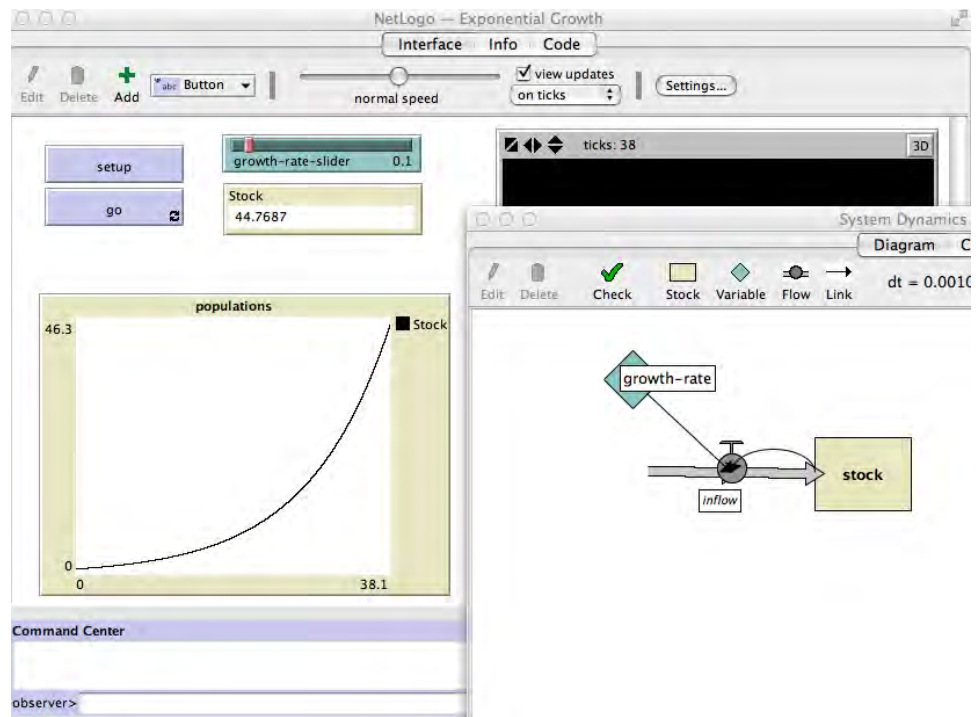 NetLogo — Exponential Growth
Interface Info Code
Edit Delete Add abc Button normal speed view updates on ticks Settings...
setup
go
growth-rate-slider 0.1
Stock
44.7687
ticks: 38 3D
populations
46.3
0
0 38.1
Stock
Command Center
observer>
System Dynamics
Diagram C
Edit Delete Check Stock Variable Flow Link dt = 0.0010
growth-rate
inflow
stock